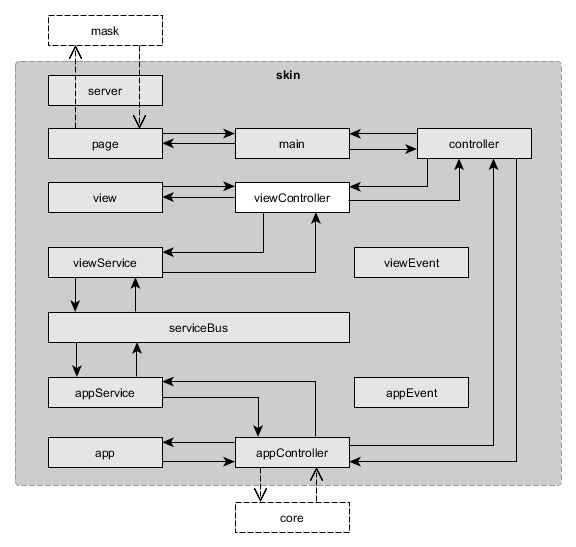 mask
skin
server
page
main
controller
view
viewController
viewService
viewEvent
serviceBus
appService
appEvent
app
appController
core